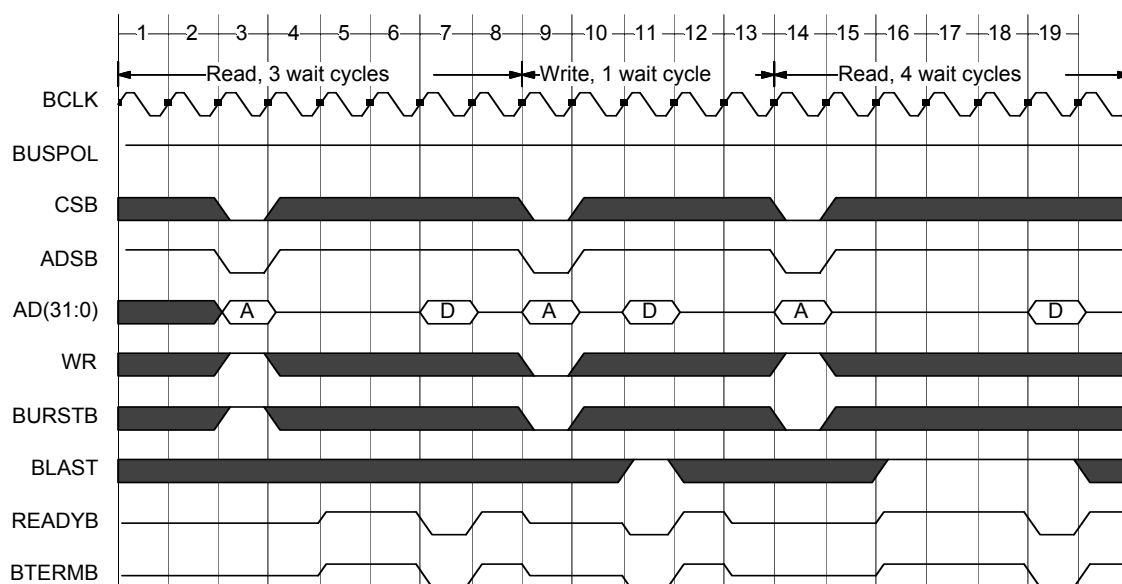 1 2 3 4 5 6 7 8 9 10 11 12 13 14 15 16 17 18 19
Read, 3 wait cycles Write, 1 wait cycle Read, 4 wait cycles
BCLK
BUSPOL
CSB
ADSB
AD(31:0) A D A D A D
WR
BURSTB
BLAST
READYB
BTERMB